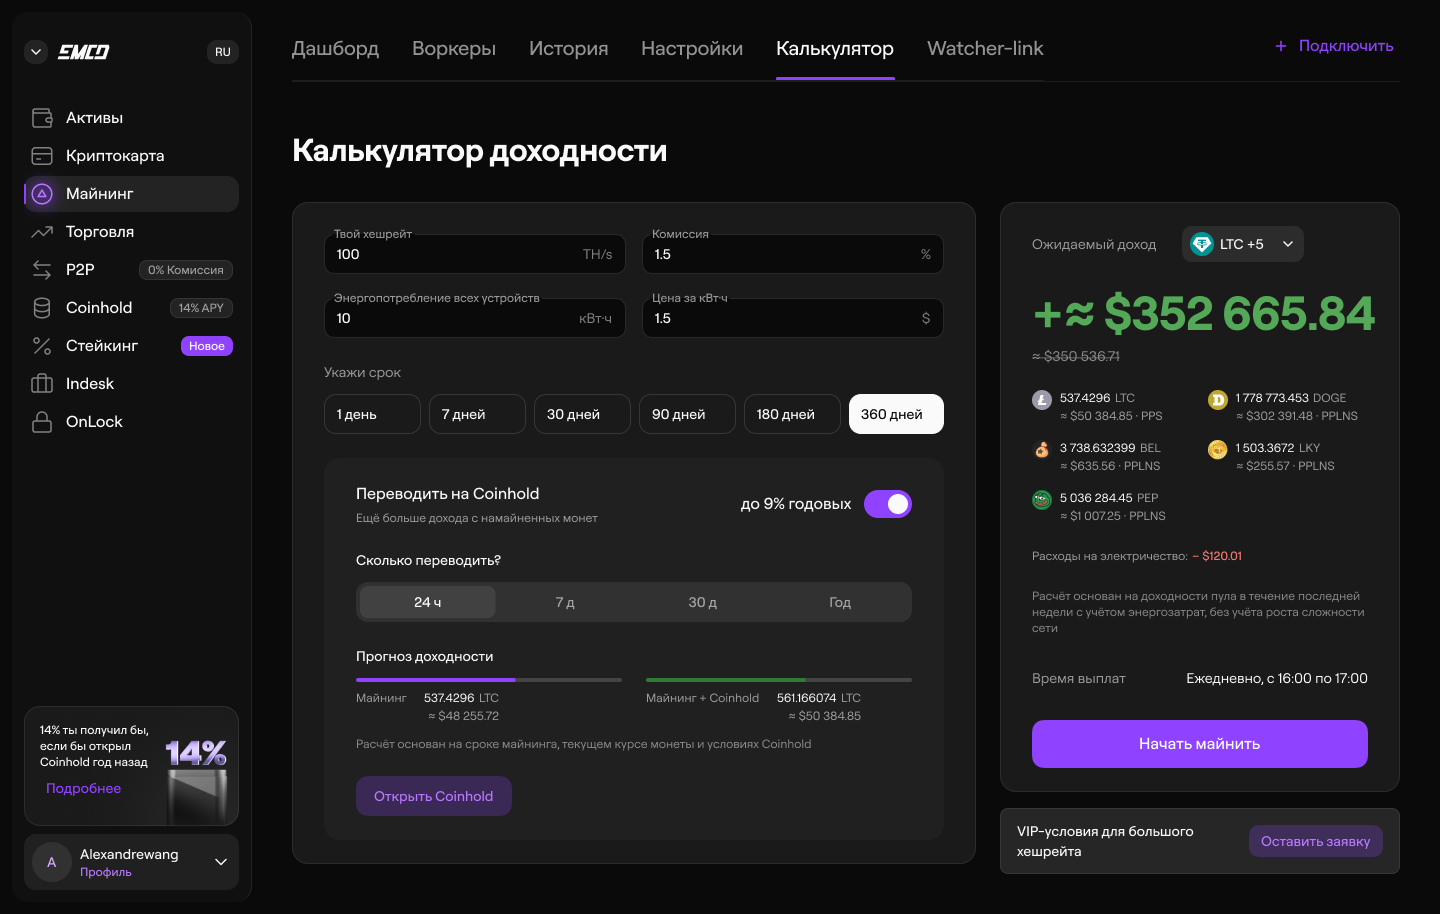 EMCD
RU
Активы
Криптокарта
Майнинг
Торговля
P2P
0% Комиссия
Coinhold
14% APY
Стейкинг
Новое
Indesk
OnLock
14% ты получил бы,
если бы открыл
Coinhold год назад
Подробнее
14%
A
Alexandrewang
Профиль
Дашборд
Воркеры
История
Настройки
Калькулятор
Watcher-link
+ Подключить
Калькулятор доходности
Твой хешрейт
100 TH/s
Комиссия
1.5 %
Энергопотребление всех устройств
10 кВт·ч
Цена за кВт·ч
1.5 $
Укажи срок
1 день
7 дней
30 дней
90 дней
180 дней
360 дней
Переводить на Coinhold
Ещё больше дохода с намайненных монет
до 9% годовых
Сколько переводить?
24 ч
7 д
30 д
Год
Прогноз доходности
Майнинг 537.4296 LTC
≈ $48 255.72
Майнинг + Coinhold 561.166074 LTC
≈ $50 384.85
Расчёт основан на сроке майнинга, текущем курсе монеты и условиях Coinhold
Открыть Coinhold
Ожидаемый доход
LTC +5
+≈ $352 665.84
≈ $350 536.71
537.4296 LTC
≈ $50 384.85 · PPS
1 778 773.453 DOGE
≈ $302 391.48 · PPLNS
3 738.632399 BEL
≈ $635.56 · PPLNS
1 503.3672 LKY
≈ $255.57 · PPLNS
5 036 284.45 PEP
≈ $1 007.25 · PPLNS
Расходы на электричество: − $120.01
Расчёт основан на доходности пула в течение последней
недели с учётом энергозатрат, без учёта роста сложности
сети
Время выплат
Ежедневно, с 16:00 по 17:00
Начать майнить
VIP-условия для большого
хешрейта
Оставить заявку